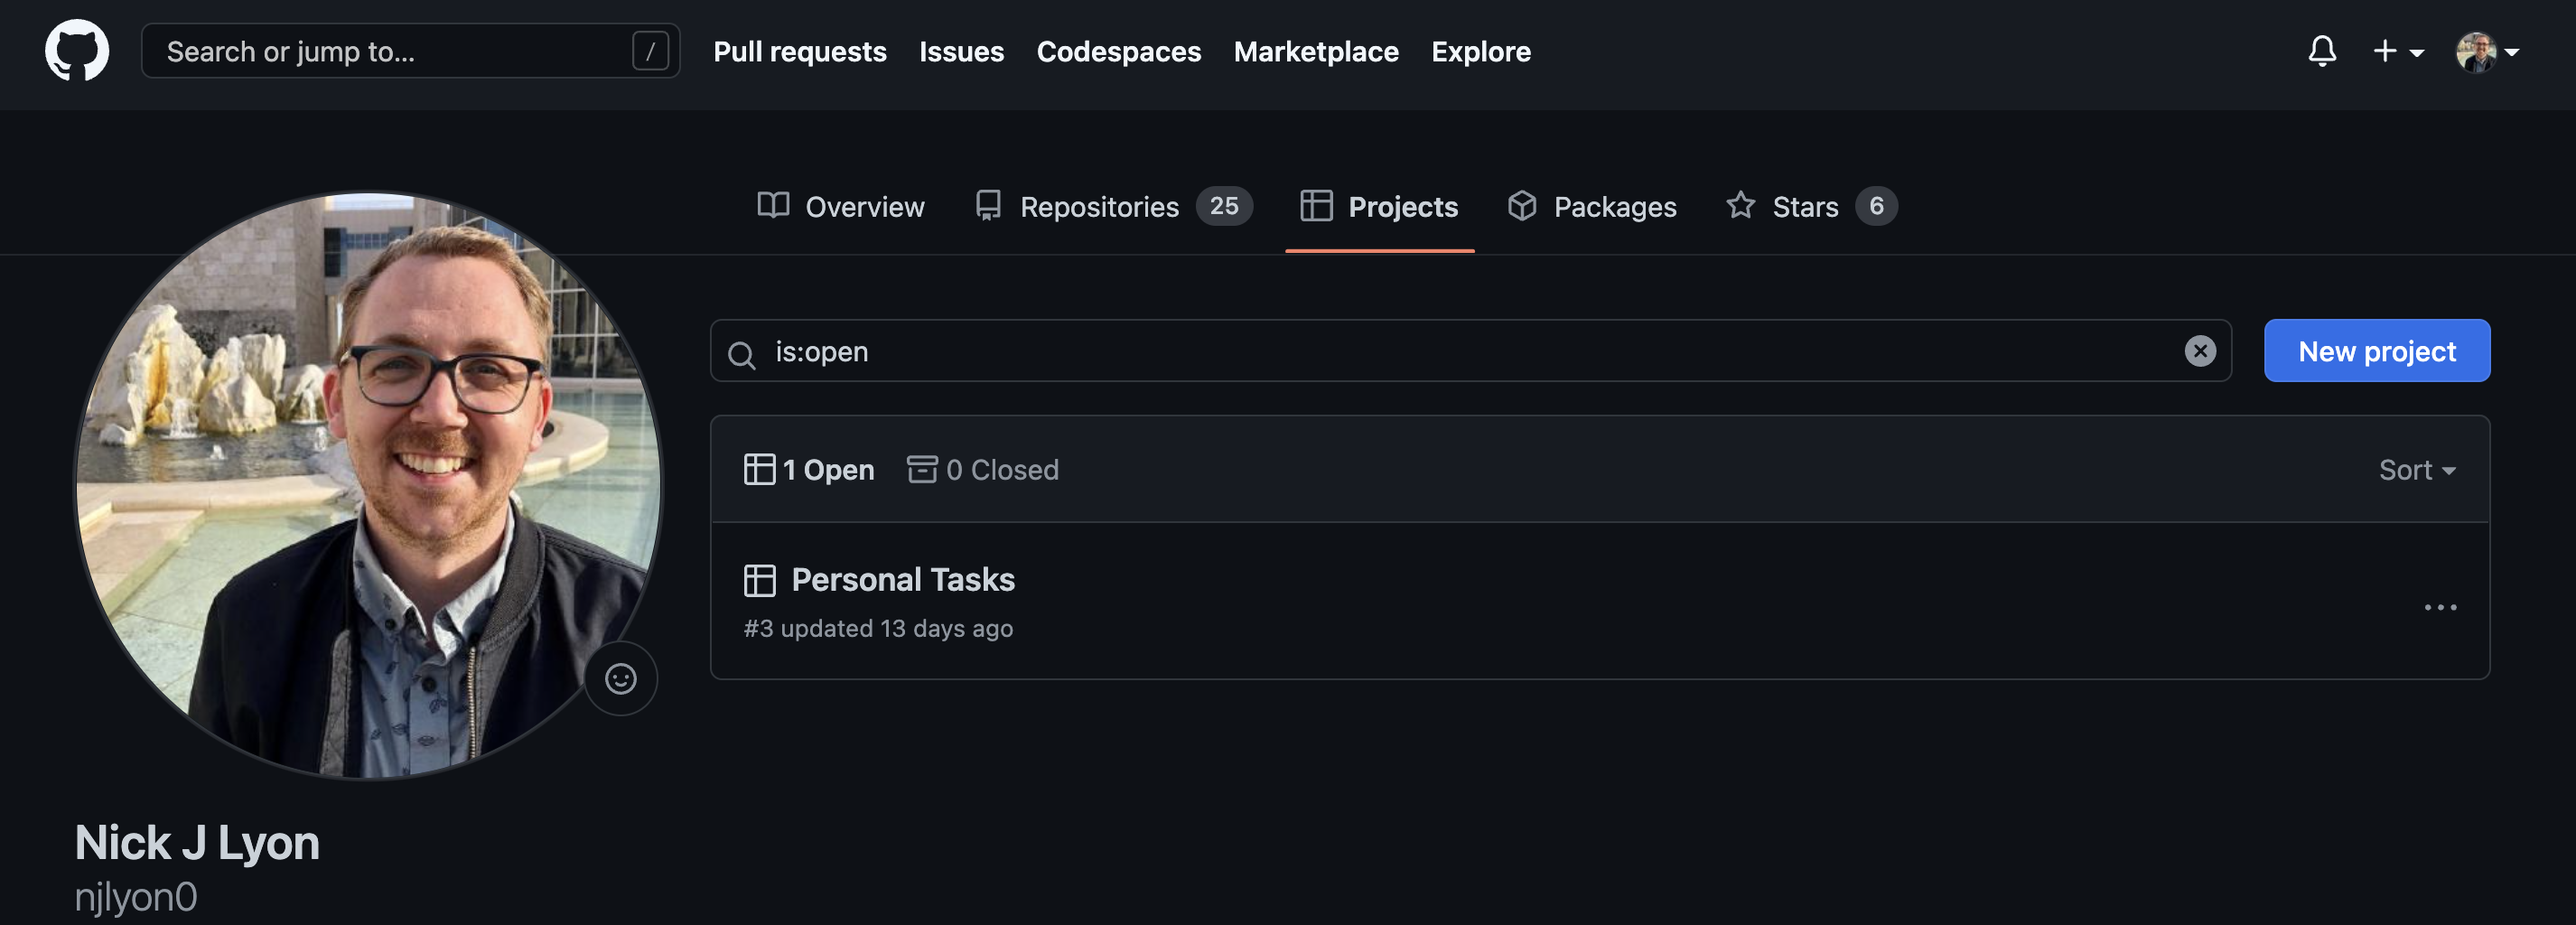 Search or jump to... /
Pull requests Issues Codespaces Marketplace Explore
Overview Repositories 25 Projects Packages Stars 6
is:open
New project
1 Open 0 Closed Sort
Personal Tasks
#3 updated 13 days ago
Nick J Lyon
njlyon0